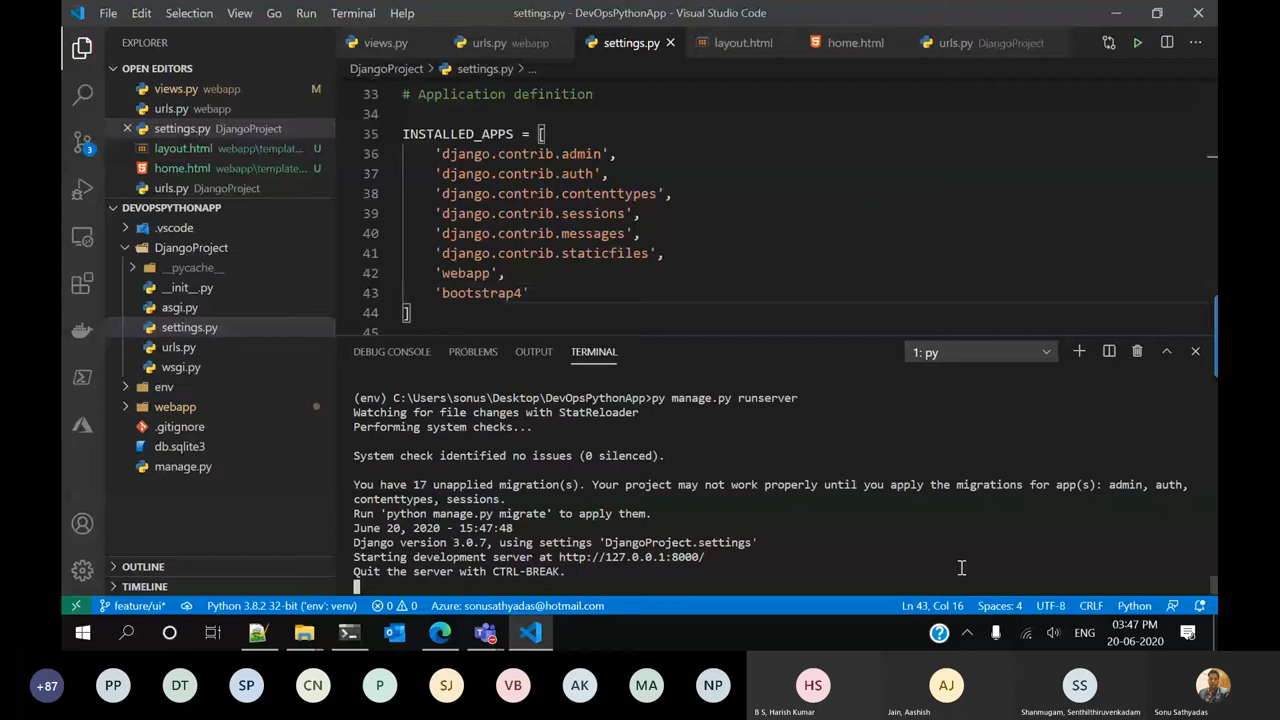 File Edit Selection View Go Run Terminal Help settings.py - DevOpsPythonApp - Visual Studio Code
EXPLORER
views.py urls.py webapp settings.py layout.html home.html urls.py DjangoProject
OPEN EDITORS
views.py webapp M
urls.py webapp
settings.py DjangoProject
layout.html webapp\templat... U
home.html webapp\template... U
urls.py DjangoProject
DEVOPSPYTHONAPP
.vscode
DjangoProject
__pycache__
__init__.py
asgi.py
settings.py
urls.py
wsgi.py
env
webapp
.gitignore
db.sqlite3
manage.py
OUTLINE
TIMELINE
DjangoProject > settings.py > ...
33 # Application definition
34
35 INSTALLED_APPS = [
36 'django.contrib.admin',
37 'django.contrib.auth',
38 'django.contrib.contenttypes',
39 'django.contrib.sessions',
40 'django.contrib.messages',
41 'django.contrib.staticfiles',
42 'webapp',
43 'bootstrap4'
44 ]
45
DEBUG CONSOLE PROBLEMS OUTPUT TERMINAL 1: py
(env) C:\Users\sonus\Desktop\DevOpsPythonApp>py manage.py runserver
Watching for file changes with StatReloader
Performing system checks...
System check identified no issues (0 silenced).
You have 17 unapplied migration(s). Your project may not work properly until you apply the migrations for app(s): admin, auth,
contenttypes, sessions.
Run 'python manage.py migrate' to apply them.
June 20, 2020 - 15:47:48
Django version 3.0.7, using settings 'DjangoProject.settings'
Starting development server at http://127.0.0.1:8000/
Quit the server with CTRL-BREAK.
3
feature/ui* Python 3.8.2 32-bit ('env': venv) 0 0 Azure: sonusathyadas@hotmail.com Ln 43, Col 16 Spaces: 4 UTF-8 CRLF Python
ENG 03:47 PM
20-06-2020
+87 PP DT SP CN P SJ VB AK MA NP HS AJ SS
B S, Harish Kumar Jain, Aashish Shanmugam, Senthilthiruvenkadam Sonu Sathyadas